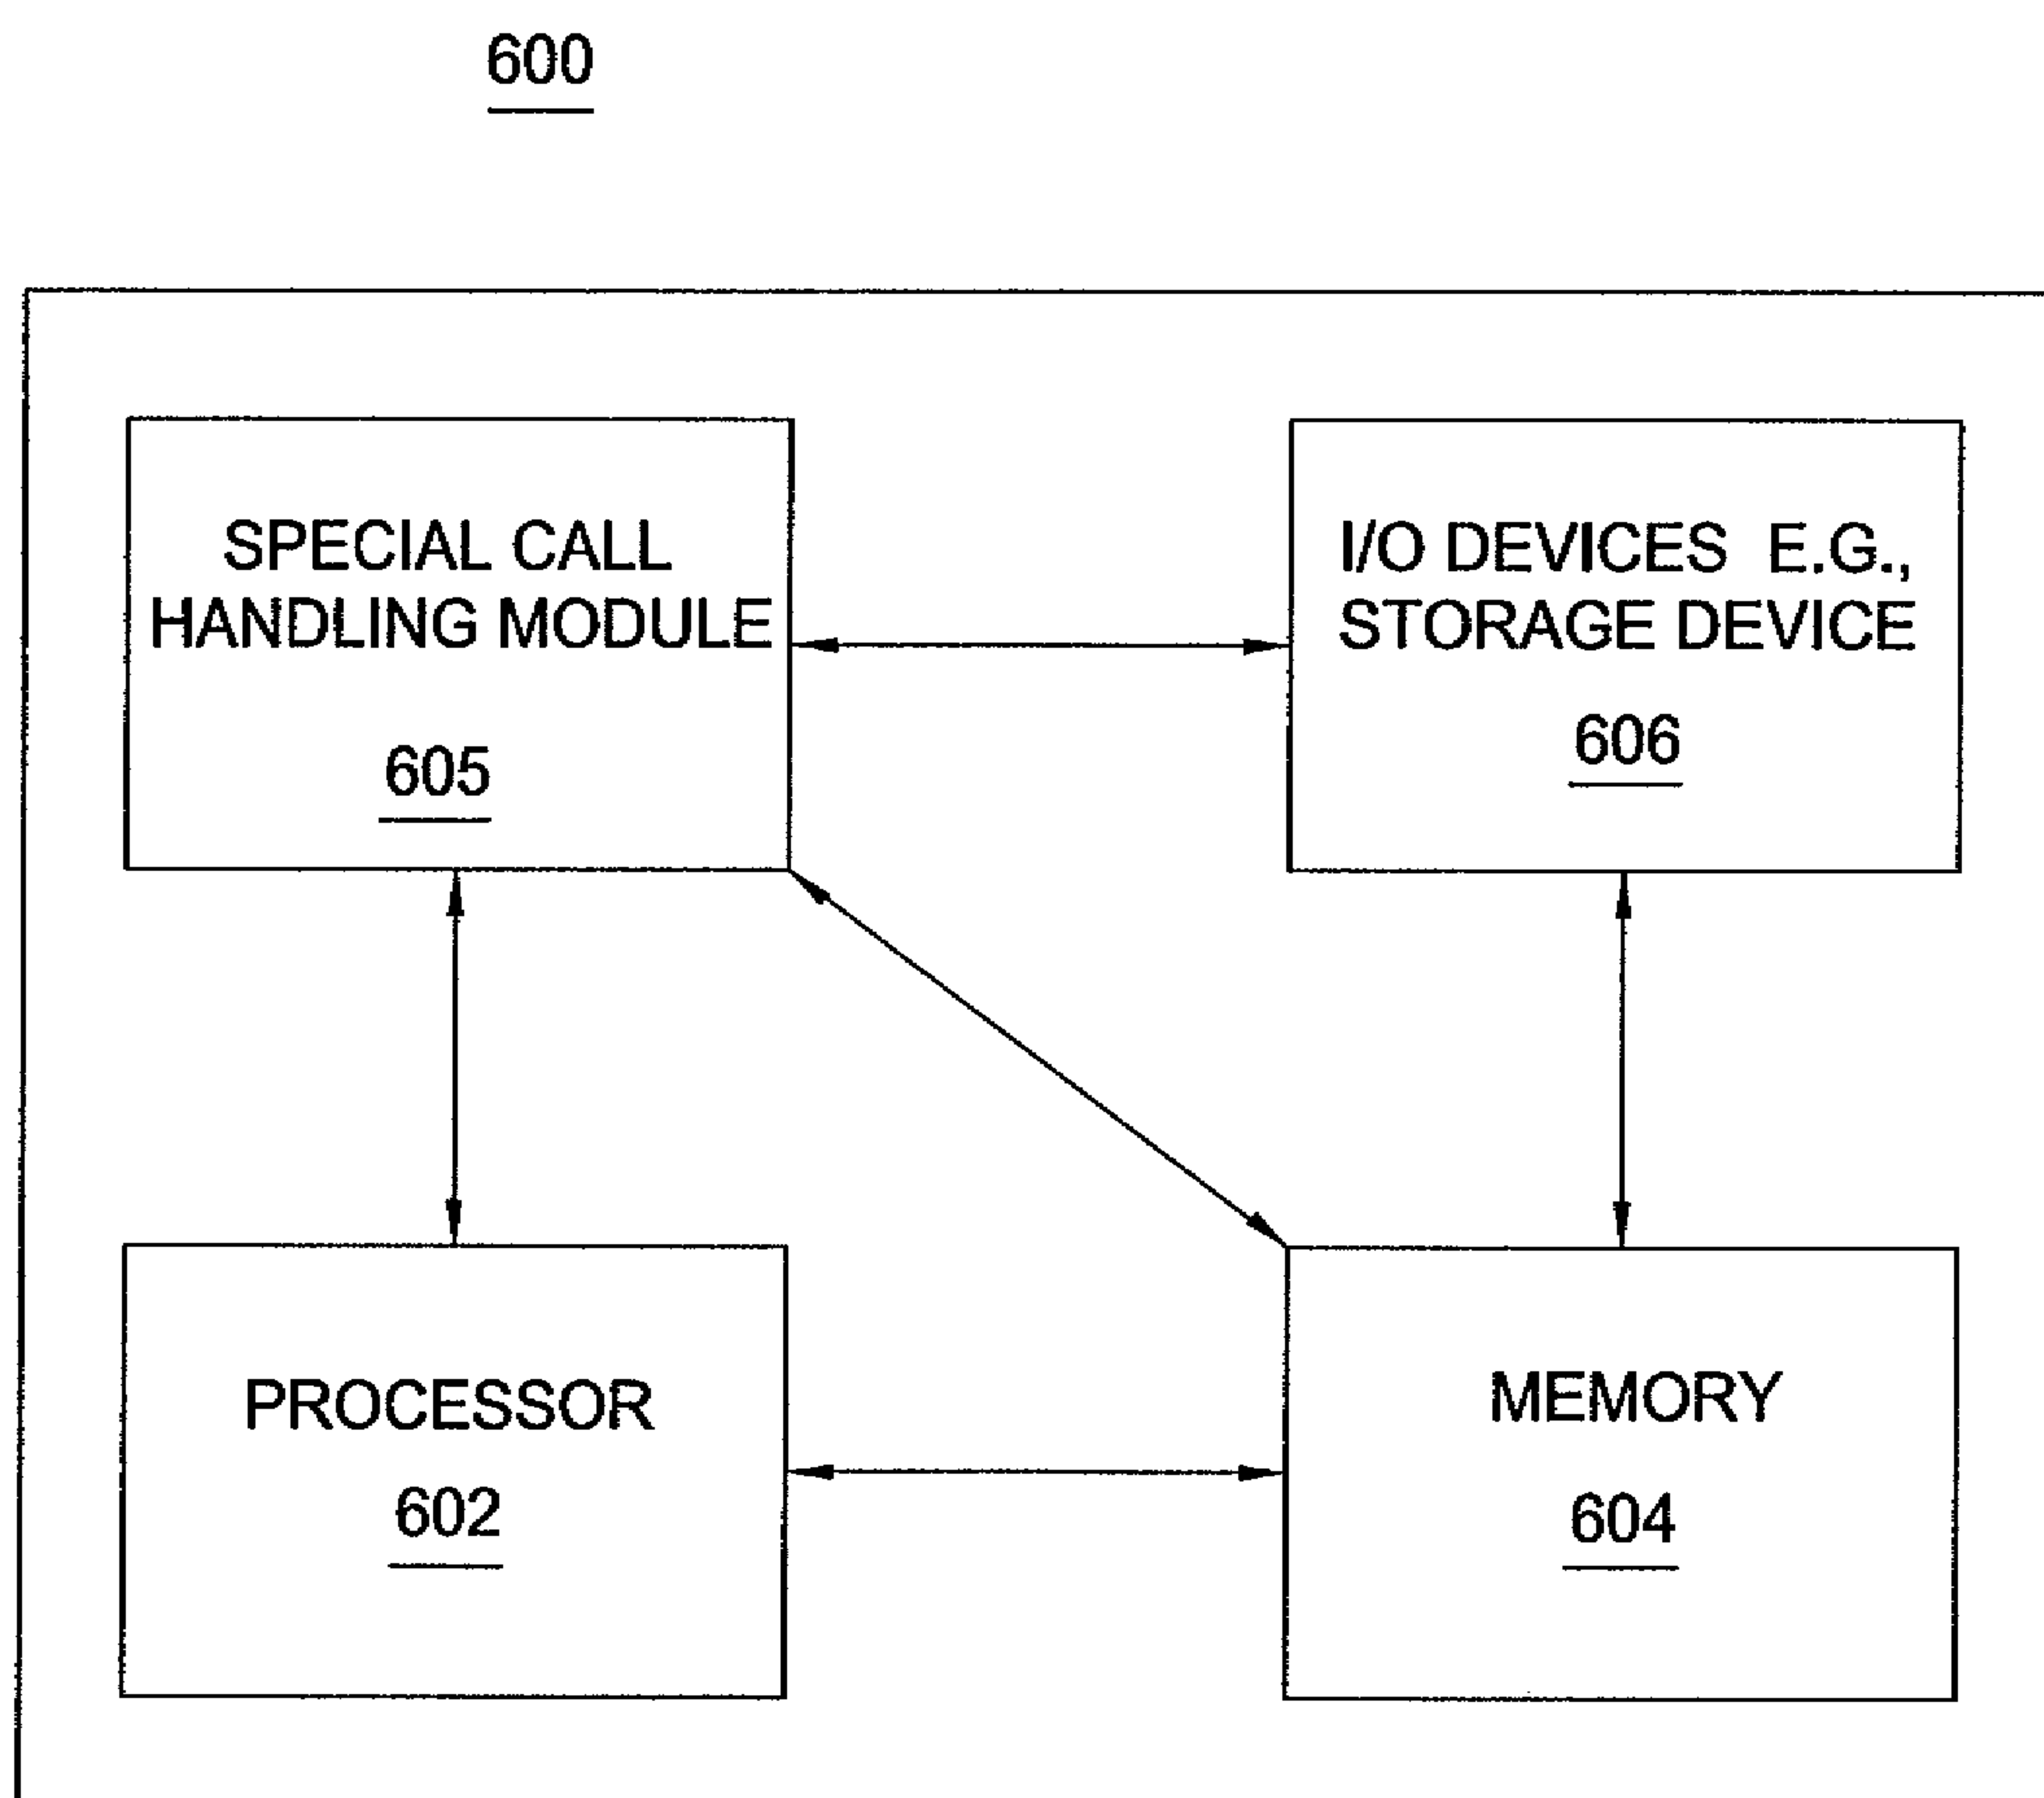 600
SPECIAL CALL
HANDLING MODULE
605
I/O DEVICES E.G.,
STORAGE DEVICE
606
PROCESSOR
602
MEMORY
604